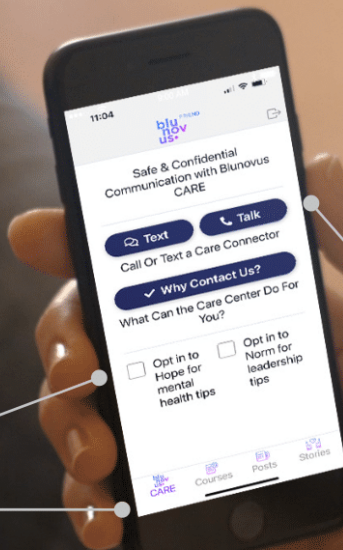 11:04
FRIEND
blu
nov
us.
Safe & Confidential
Communication with Blunovus
CARE
Text
Talk
Call Or Text a Care Connector
Why Contact Us?
What Can the Care Center Do For
You?
Opt in to
Hope for
mental
health tips
Opt in to
Norm for
leadership
tips
CARE
Courses
Posts
Stories